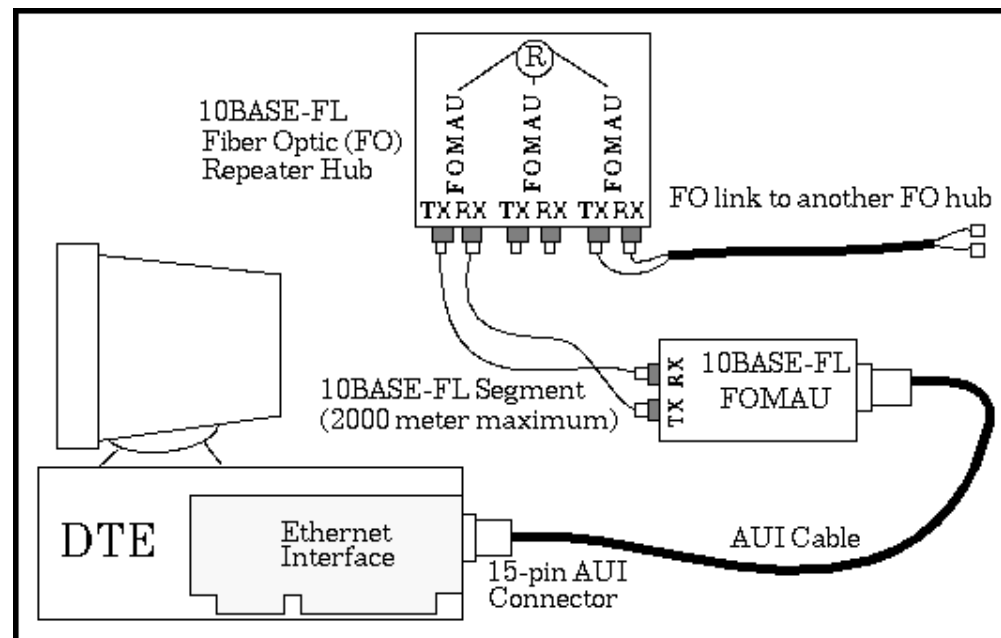 R
10BASE-FL
Fiber Optic (FO)
Repeater Hub
FOMAU
FOMAU
FOMAU
TX RX TX RX TX RX
FO link to another FO hub
10BASE-FL Segment
(2000 meter maximum)
TX RX
10BASE-FL
FOMAU
DTE
Ethernet
Interface
AUI Cable
15-pin AUI
Connector